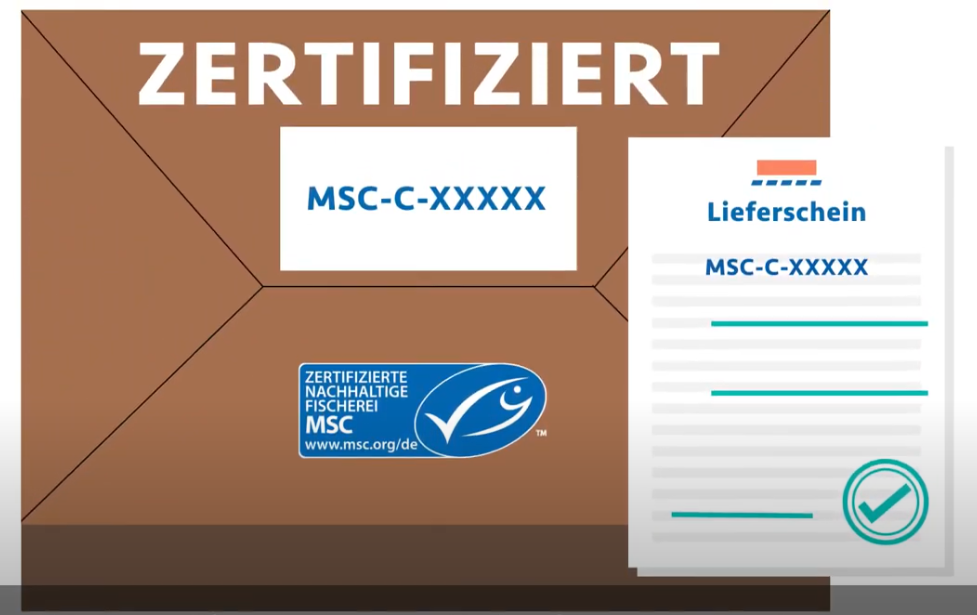 ZERTIFIZIERT
MSC-C-XXXXX
Lieferschein
MSC-C-XXXXX
ZERTIFIZIERTE
NACHHALTIGE
FISCHEREI
MSC
www.msc.org/de
TM